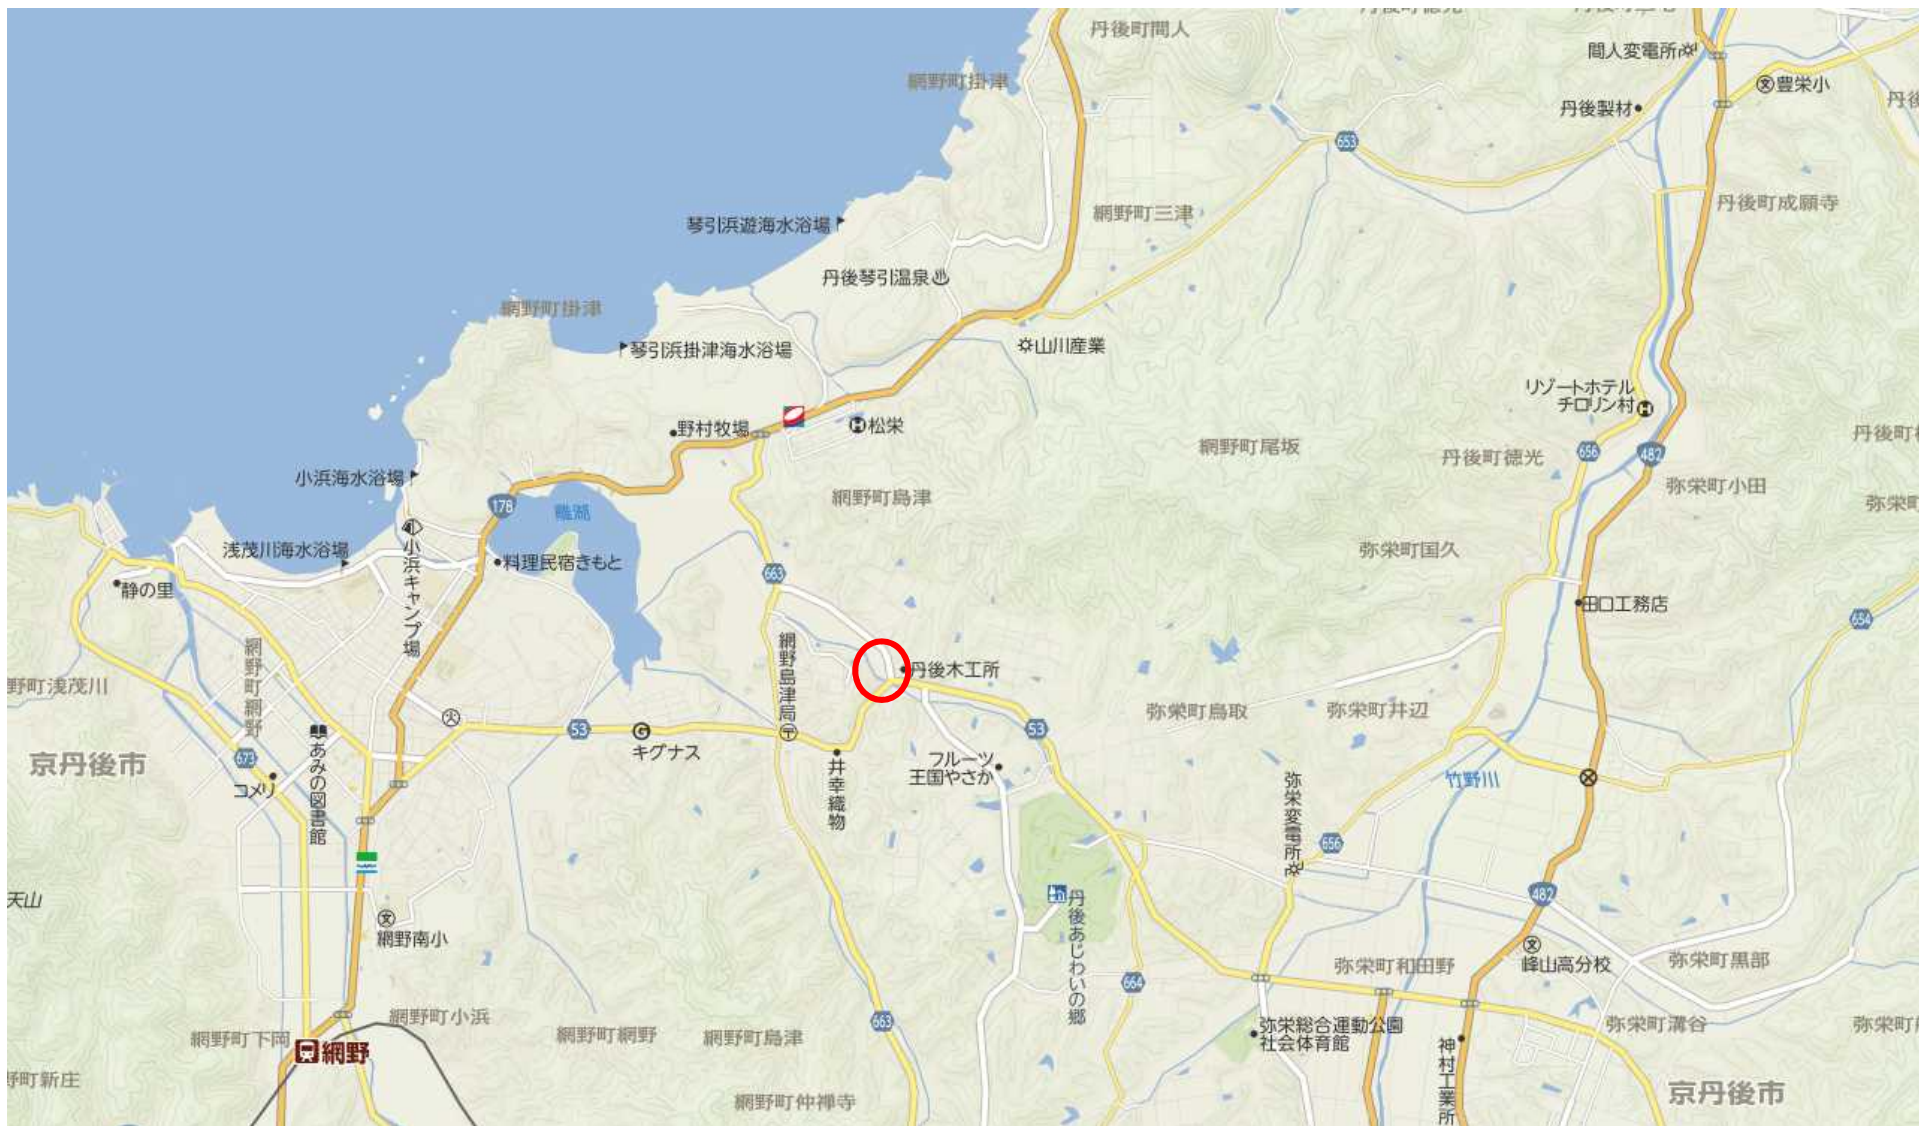 丹後町間人
間人変電所
豊栄小
網野町掛津
丹後製材
653
琴引浜遊海水浴場
網野町三津
丹後町成願寺
丹後琴引温泉
網野町掛津
琴引浜掛津海水浴場
山川産業
リゾートホテル
チロリン村
野村牧場
松栄
網野町尾坂
丹後町徳光
656
482
小浜海水浴場
178
離湖
網野町島津
弥栄町小田
浅茂川海水浴場
小浜キャンプ場
料理民宿きもと
弥栄町国久
静の里
663
田口工務店
654
網野町網野
網野島津局
丹後木工所
野町浅茂川
弥栄町鳥取
弥栄町井辺
53
キグナス
53
京丹後市
673
コメリ
あみの図書館
井幸織物
フルーツ
王国やさか
竹野川
弥栄変電所
656
天山
網野南小
丹後あじわいの郷
482
峰山高分校
弥栄町黒部
弥栄町和田野
664
網野町小浜
網野町下岡
網野
網野町網野
網野町島津
663
弥栄総合運動公園
社会体育館
弥栄町溝谷
神村工業所
野町新庄
網野町仲禅寺
京丹後市